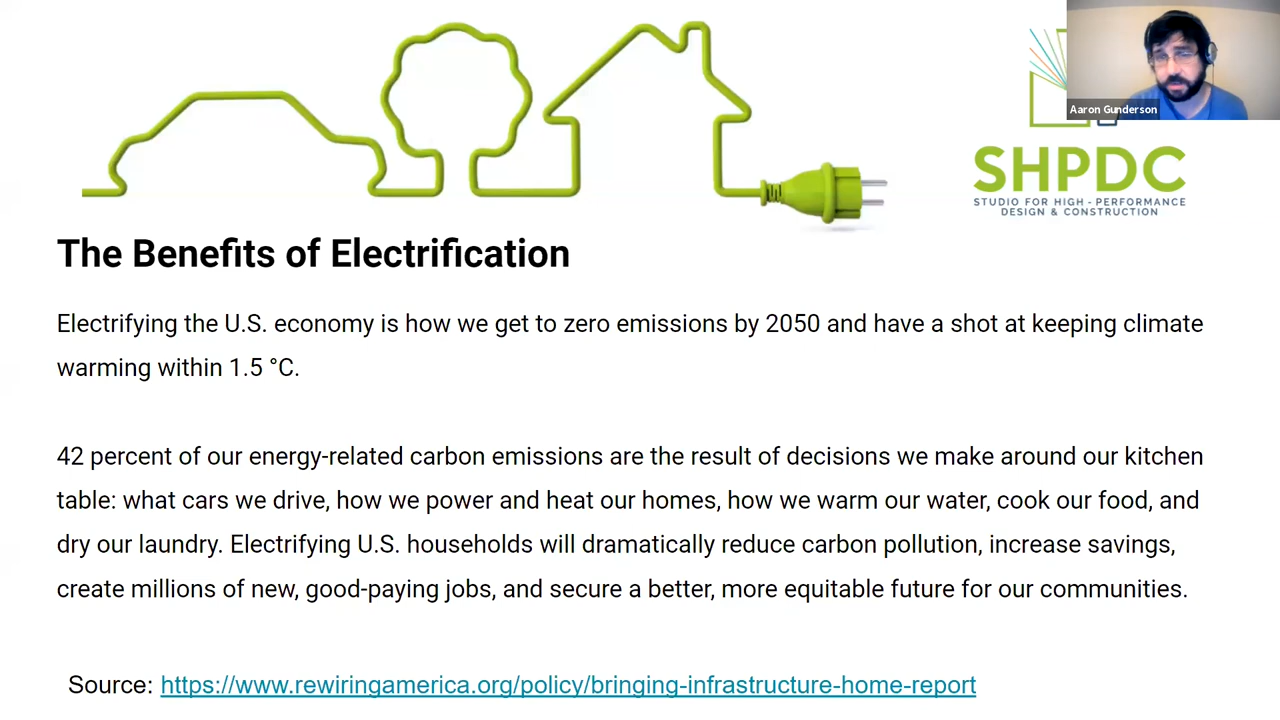 Aaron Gunderson
SHPDC
STUDIO FOR HIGH - PERFORMANCE
DESIGN & CONSTRUCTION
The Benefits of Electrification
Electrifying the U.S. economy is how we get to zero emissions by 2050 and have a shot at keeping climate
warming within 1.5 °C.
42 percent of our energy-related carbon emissions are the result of decisions we make around our kitchen
table: what cars we drive, how we power and heat our homes, how we warm our water, cook our food, and
dry our laundry. Electrifying U.S. households will dramatically reduce carbon pollution, increase savings,
create millions of new, good-paying jobs, and secure a better, more equitable future for our communities.
Source: https://www.rewiringamerica.org/policy/bringing-infrastructure-home-report